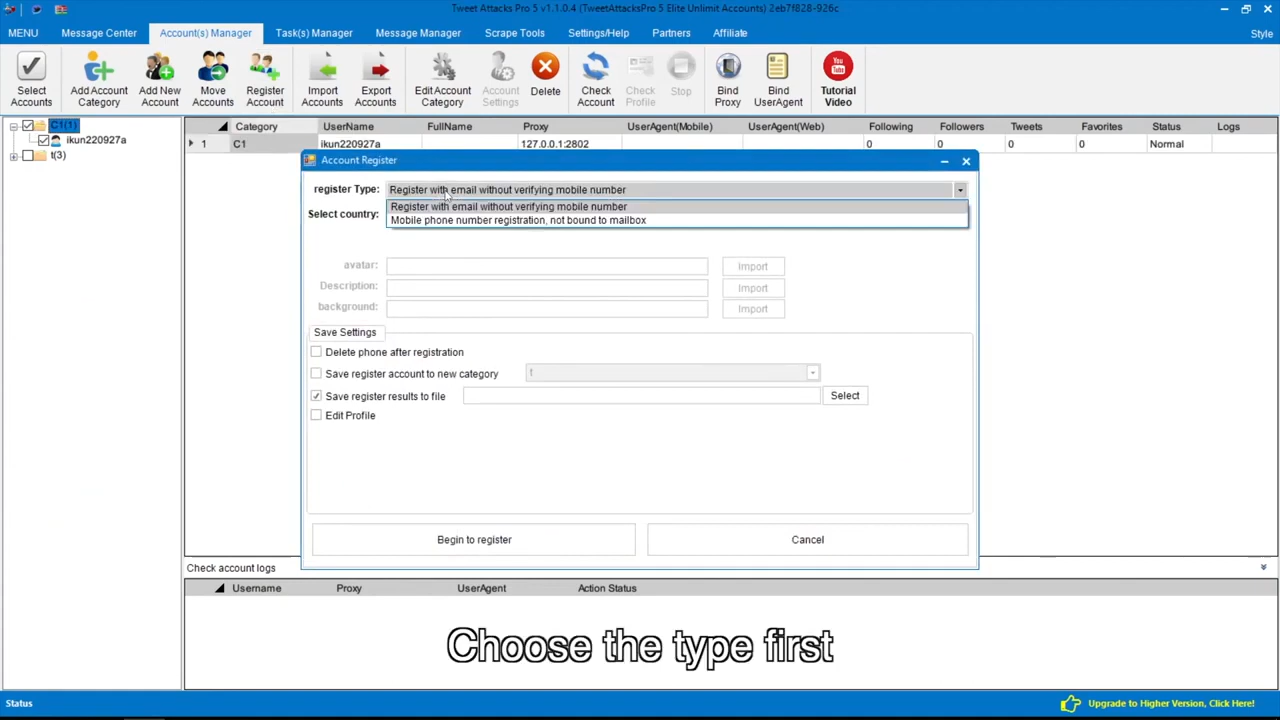 Tweet Attacks Pro 5 v1.1.0.4 (TweetAttacksPro 5 Elite Unlimit Accounts) 2eb7f828-926c
MENU Message Center Account(s) Manager Task(s) Manager Message Manager Scrape Tools Settings/Help Partners Affiliate Style
Select Accounts
Add Account Category
Add New Account
Move Accounts
Register Account
Import Accounts
Export Accounts
Edit Account Category
Account Settings
Delete
Check Account
Check Profile
Stop
Bind Proxy
Bind UserAgent
You Tube
Tutorial Video
C1(1)
ikun220927a
t(3)
Category UserName FullName Proxy UserAgent(Mobile) UserAgent(Web) Following Followers Tweets Favorites Status Logs
1 C1 ikun220927a 127.0.0.1:2802 0 0 0 0 Normal
Account Register
register Type: Register with email without verifying mobile number
Register with email without verifying mobile number
Select country:
Mobile phone number registration, not bound to mailbox
avatar: Import
Description: Import
background: Import
Save Settings
Delete phone after registration
Save register account to new category
Save register results to file Select
Edit Profile
Begin to register Cancel
Check account logs
Username Proxy UserAgent Action Status
Choose the type first
Status Upgrade to Higher Version, Click Here!